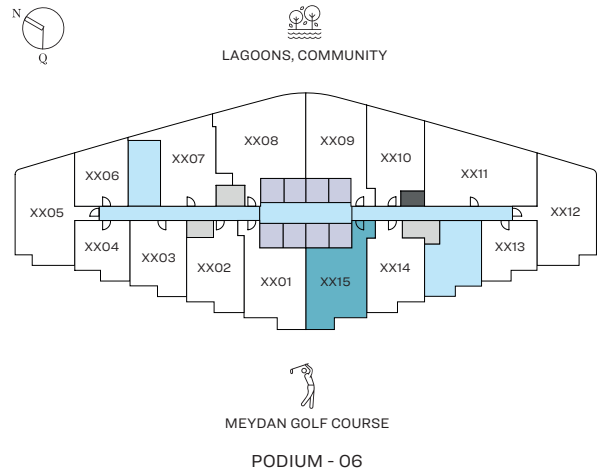 N
Q
LAGOONS, COMMUNITY
XX08
XX09
XX07
XX10
XX06
XX11
XX05
XX12
XX04
XX03
XX02
XX01
XX15
XX14
XX13
MEYDAN GOLF COURSE
PODIUM - 06